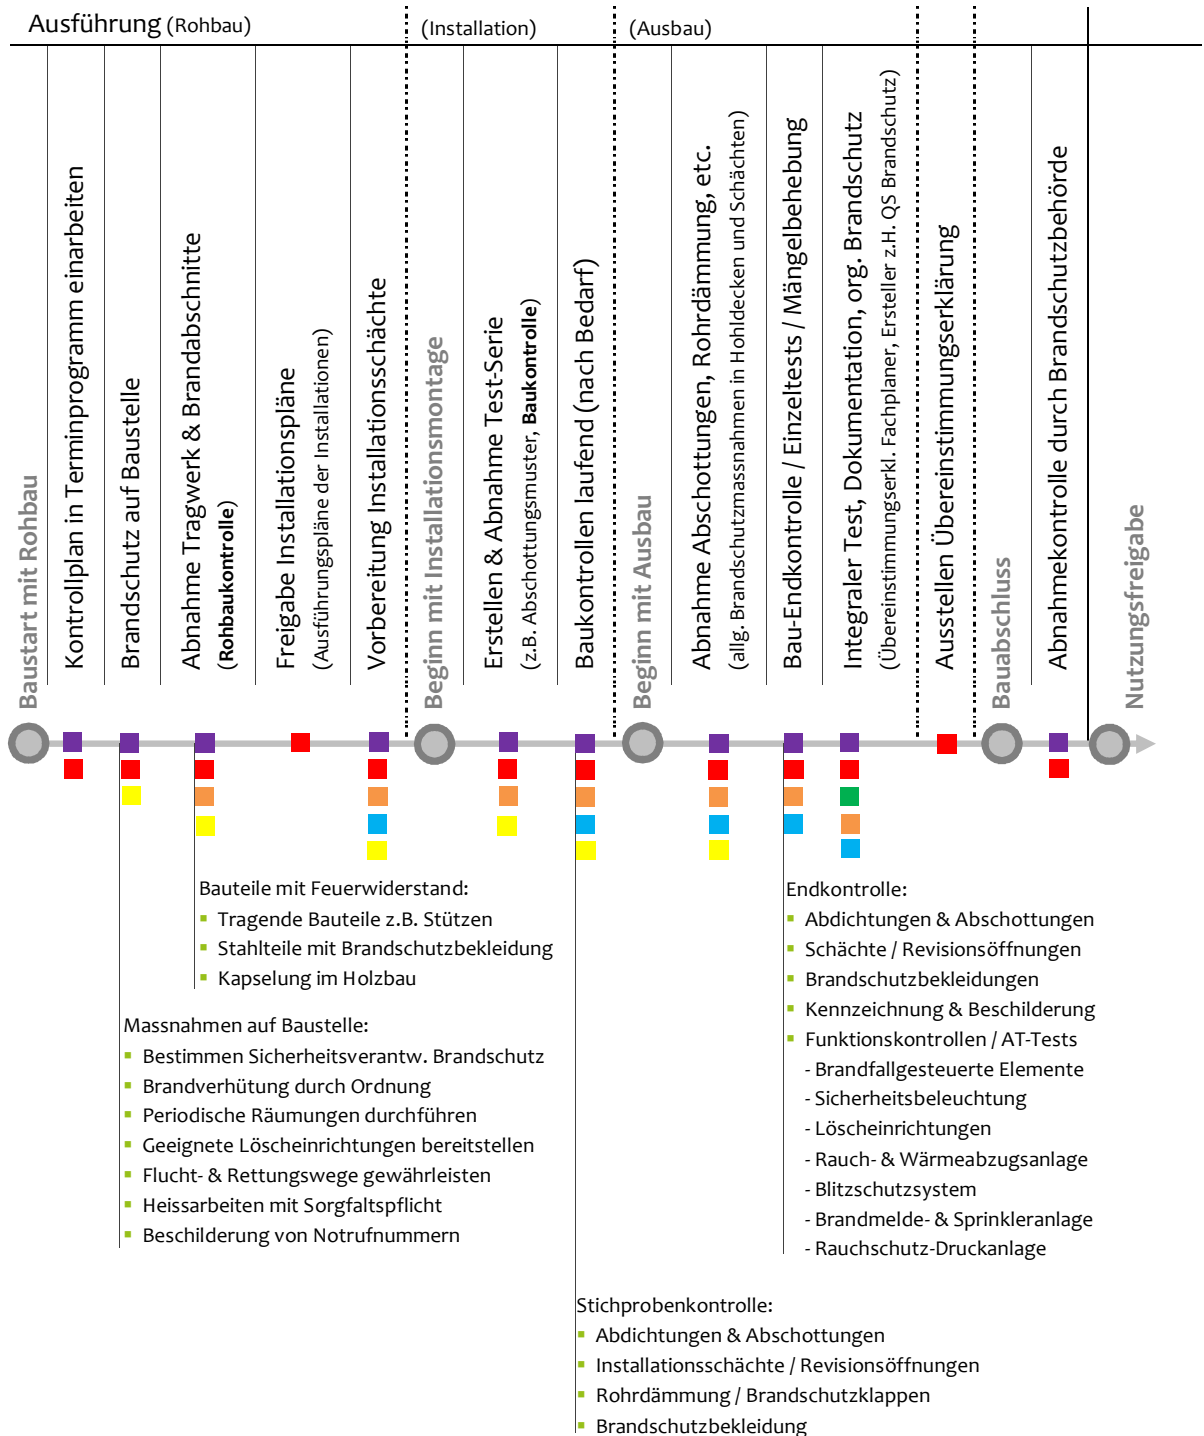 Ausführung (Rohbau)
(Installation)
(Ausbau)
Baustart mit Rohbau
Kontrollplan in Terminprogramm einarbeiten
Brandschutz auf Baustelle
Abnahme Tragwerk & Brandabschnitte
(Rohbaukontrolle)
Freigabe Installationspläne
(Ausführungspläne der Installationen)
Vorbereitung Installationsschächte
Beginn mit Installationsmontage
Erstellen & Abnahme Test-Serie
(z.B. Abschottungsmuster, Baukontrolle)
Baukontrollen laufend (nach Bedarf)
Beginn mit Ausbau
Abnahme Abschottungen, Rohrdämmung, etc.
(allg. Brandschutzmassnahmen in Hohldecken und Schächten)
Bau-Endkontrolle / Einzeltests / Mängelbehebung
Integraler Test, Dokumentation, org. Brandschutz
(Übereinstimmungserkl. Fachplaner, Ersteller z.H. QS Brandschutz)
Ausstellen Übereinstimmungserklärung
Bauabschluss
Abnahmekontrolle durch Brandschutzbehörde
Nutzungsfreigabe
Bauteile mit Feuerwiderstand:
▪ Tragende Bauteile z.B. Stützen
▪ Stahlteile mit Brandschutzbekleidung
▪ Kapselung im Holzbau
Massnahmen auf Baustelle:
▪ Bestimmen Sicherheitsverantw. Brandschutz
▪ Brandverhütung durch Ordnung
▪ Periodische Räumungen durchführen
▪ Geeignete Löscheinrichtungen bereitstellen
▪ Flucht- & Rettungswege gewährleisten
▪ Heissarbeiten mit Sorgfaltspflicht
▪ Beschilderung von Notrufnummern
Endkontrolle:
▪ Abdichtungen & Abschottungen
▪ Schächte / Revisionsöffnungen
▪ Brandschutzbekleidungen
▪ Kennzeichnung & Beschilderung
▪ Funktionskontrollen / AT-Tests
- Brandfallgesteuerte Elemente
- Sicherheitsbeleuchtung
- Löscheinrichtungen
- Rauch- & Wärmeabzugsanlage
- Blitzschutzsystem
- Brandmelde- & Sprinkleranlage
- Rauchschutz-Druckanlage
Stichprobenkontrolle:
▪ Abdichtungen & Abschottungen
▪ Installationsschächte / Revisionsöffnungen
▪ Rohrdämmung / Brandschutzklappen
▪ Brandschutzbekleidung